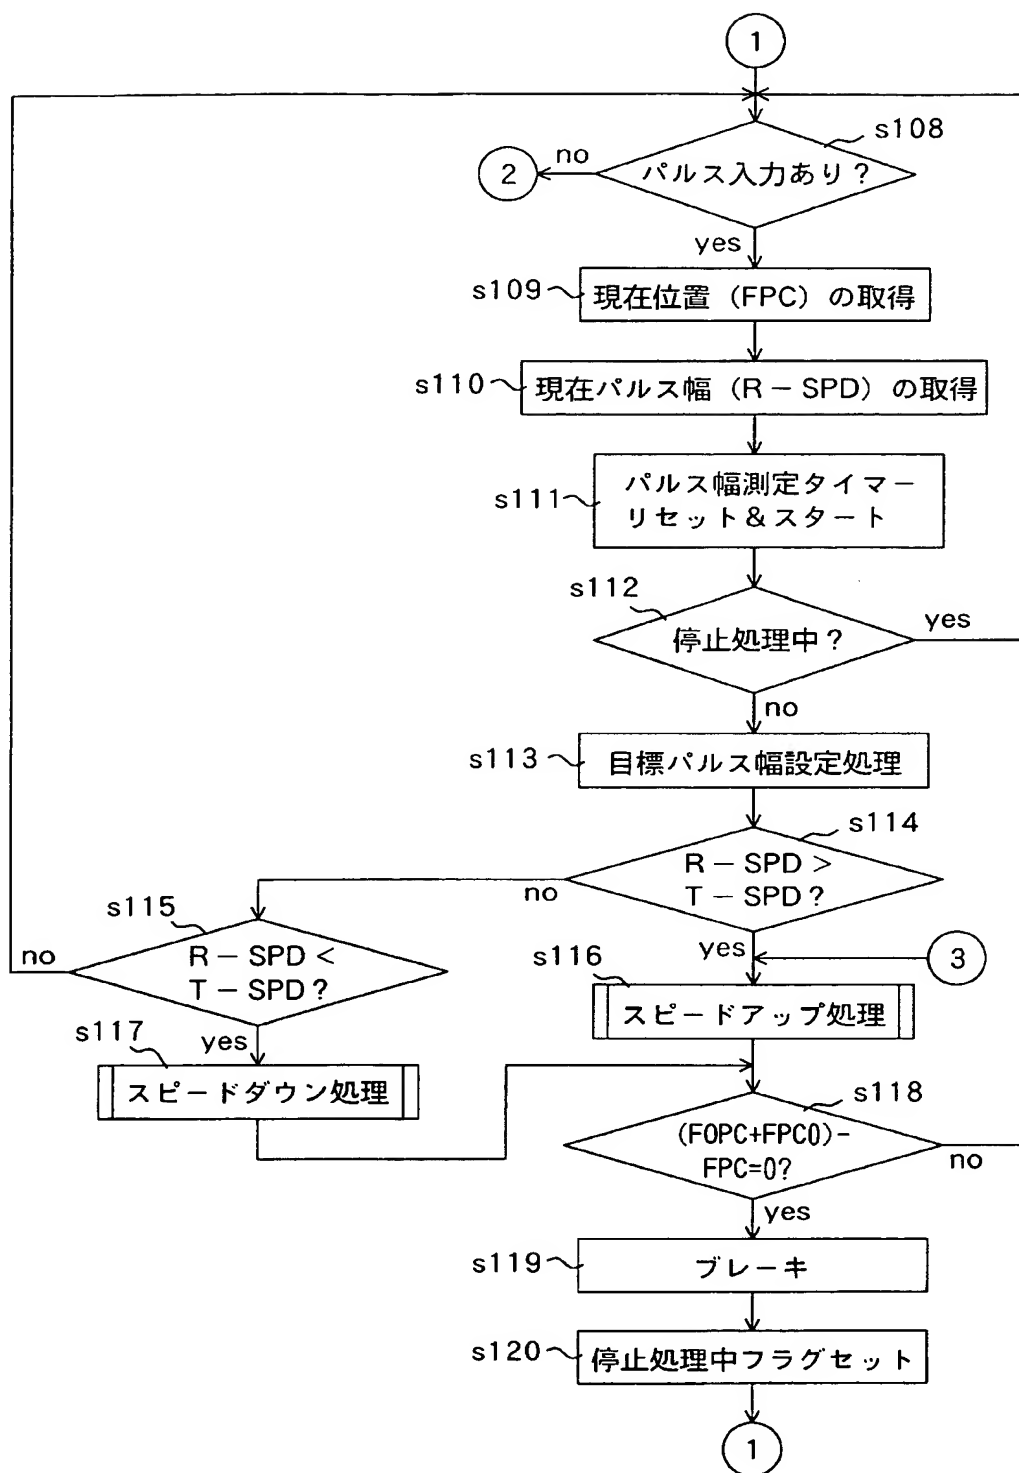 1
s108
パルス入力あり？
no
2
yes
s109
現在位置（FPC）の取得
s110
現在パルス幅（R－SPD）の取得
s111
パルス幅測定タイマー
リセット＆スタート
s112
停止処理中？
yes
no
s113
目標パルス幅設定処理
s114
R－SPD＞
T－SPD？
no
yes
s115
R－SPD＜
T－SPD？
no
yes
3
s116
スピードアップ処理
s117
スピードダウン処理
s118
(FOPC+FPC0)−
FPC=0?
no
yes
s119
ブレーキ
s120
停止処理中フラグセット
1